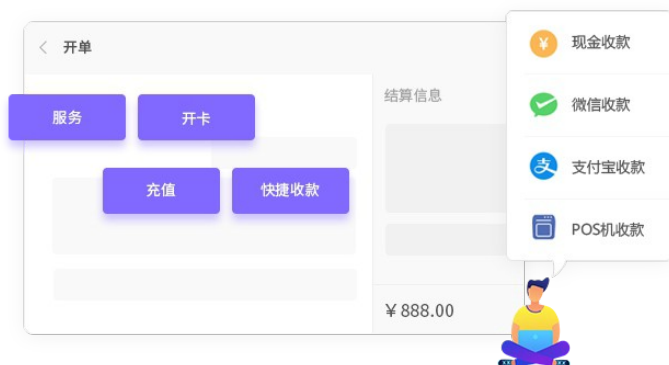 开单
服务
开卡
充值
快捷收款
结算信息
￥888.00
现金收款
微信收款
支付宝收款
POS机收款